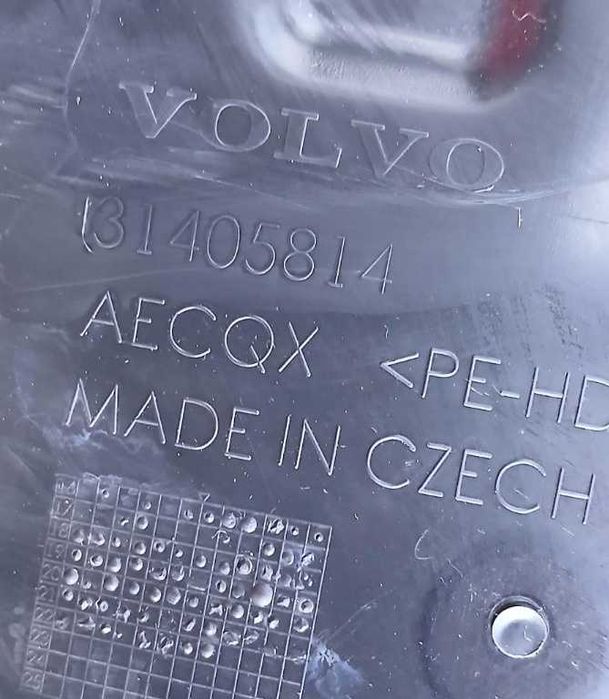 VOLVO
31405814
AECQX <PE-HD
MADE IN CZECH